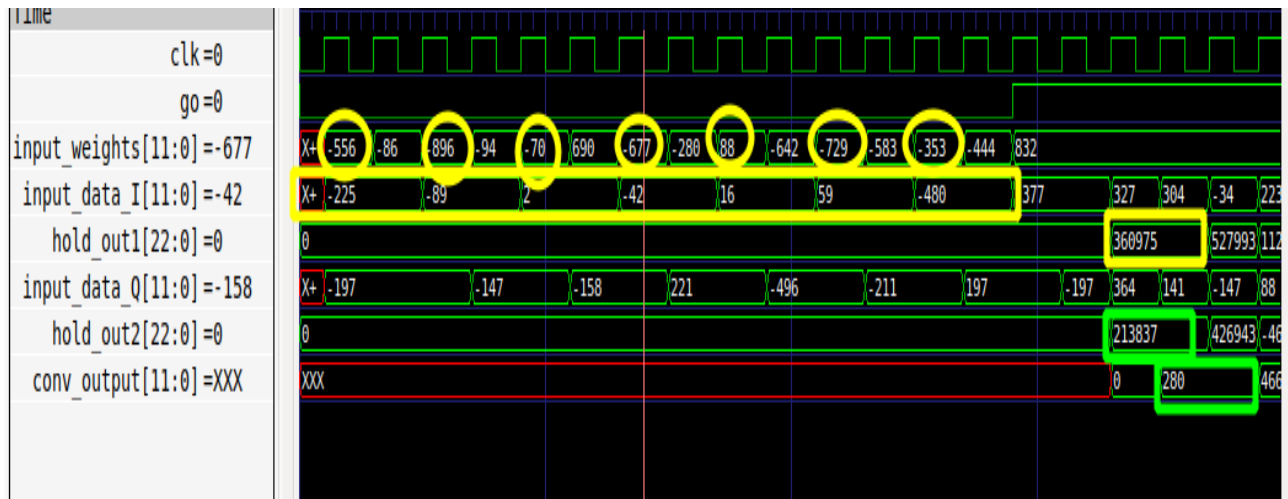 Time
clk=0
go=0
input_weights[11:0]=-677 X+ -556 -86 -896 -94 -70 690 -677 -280 88 -642 -729 -583 -353 -444 832
input_data_I[11:0]=-42 X+ -225 -89 2 -42 16 59 -480 377 327 304 -34 223
hold_out1[22:0]=0 0 360975 527993 112
input_data_Q[11:0]=-158 X+ -197 -147 -158 221 -496 -211 197 -197 364 141 -147 88
hold_out2[22:0]=0 0 213837 426943 -46
conv_output[11:0]=XXX XXX 0 280 466